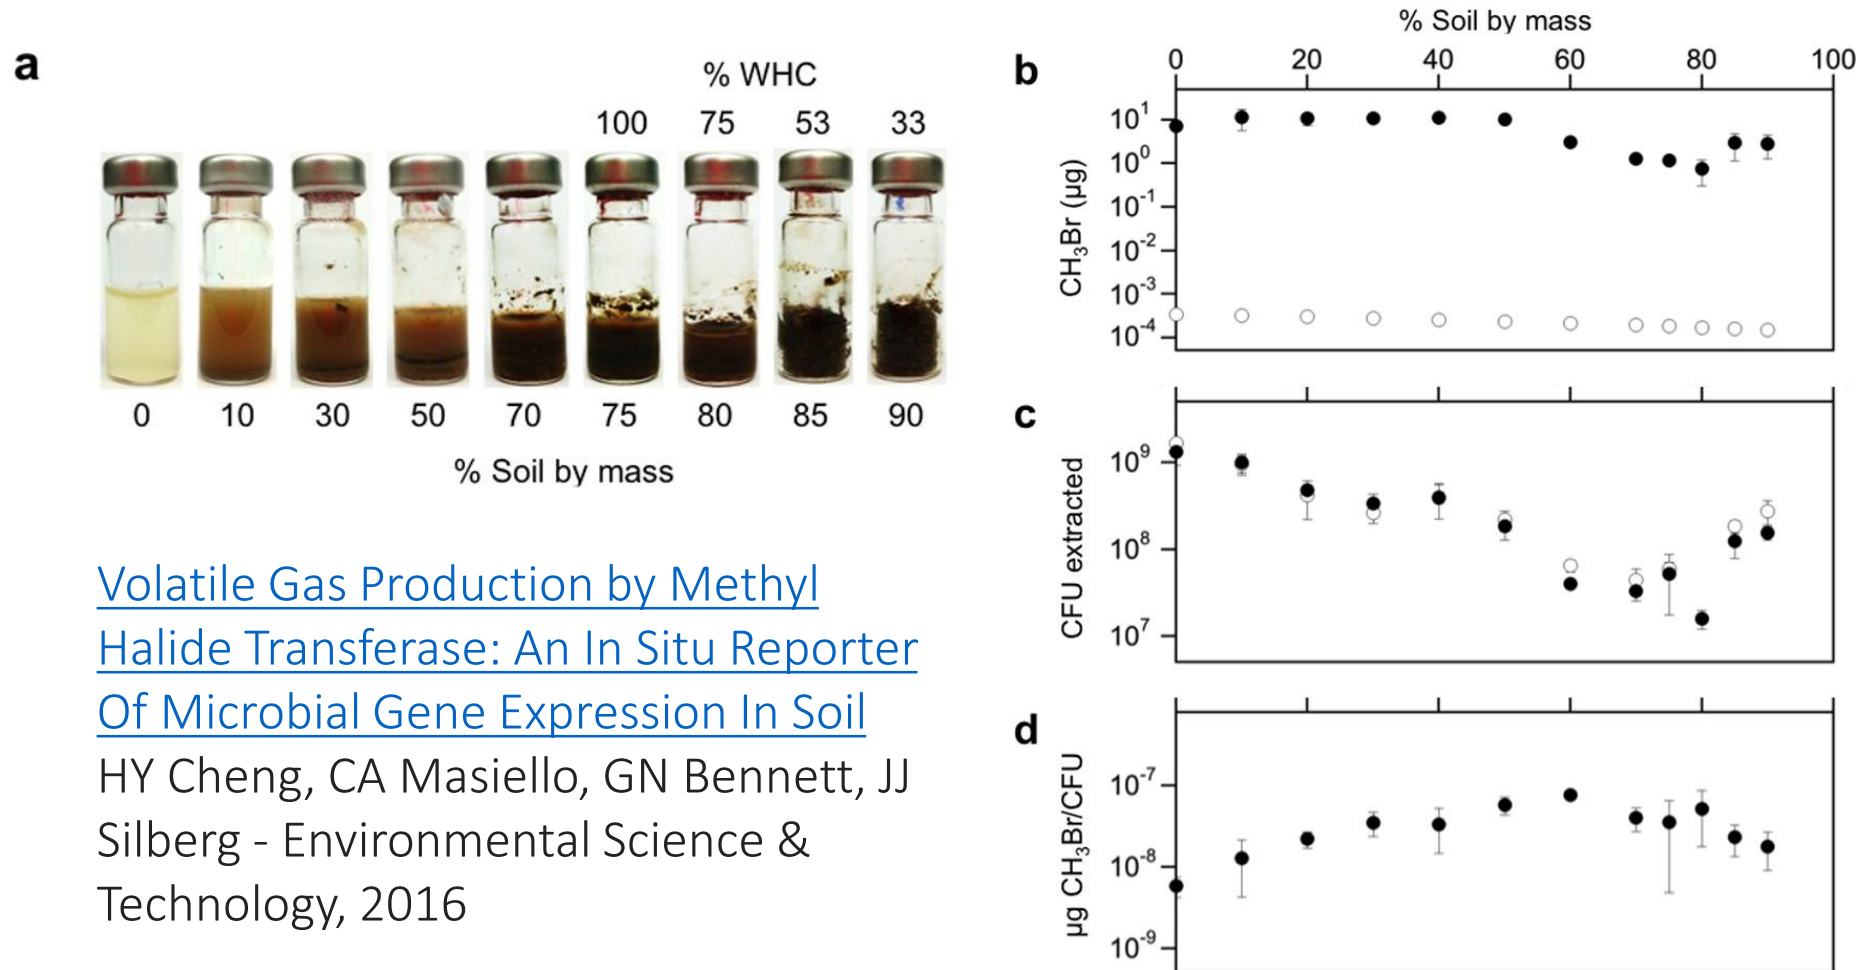 a
% WHC
100 75 53 33
0 10 30 50 70 75 80 85 90
% Soil by mass
Volatile Gas Production by Methyl
Halide Transferase: An In Situ Reporter
Of Microbial Gene Expression In Soil
HY Cheng, CA Masiello, GN Bennett, JJ
Silberg - Environmental Science &
Technology, 2016
% Soil by mass
0 20 40 60 80 100
b
CH₃Br (µg)
10¹
10⁰
10⁻¹
10⁻²
10⁻³
10⁻⁴
c
CFU extracted
10⁹
10⁸
10⁷
d
µg CH₃Br/CFU
10⁻⁷
10⁻⁸
10⁻⁹